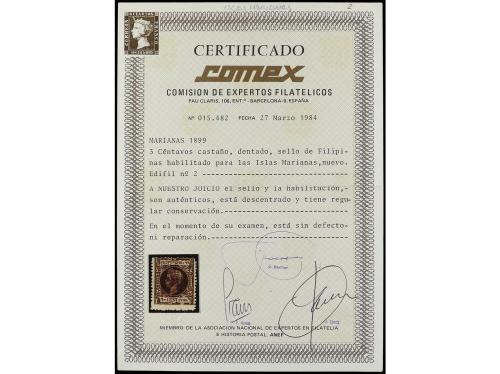 CERTIFICADO
comex
COMISION DE EXPERTOS FILATELICOS
PAU CLARIS, 106, ENT.º - BARCELONA-9, ESPAÑA
Nº 015.482 FECHA 27 Marzo 1984
MARIANAS 1899
3 Cèntavos castaño, dentado, sello de Filipi-
nas habilitado para las Islas Marianas,nuevo.
Edifil nº 2
A NUESTRO JUICIO el sello y la habilitación,-
son auténticos, está descentrado y tiene regu
lar conservación.
En el momento de su examen, está sin defecto-
ni reparación.
MIEMBRO DE LA ASOCIACION NACIONAL DE EXPERTOS EN FILATELIA
E HISTORIA POSTAL, ANEF